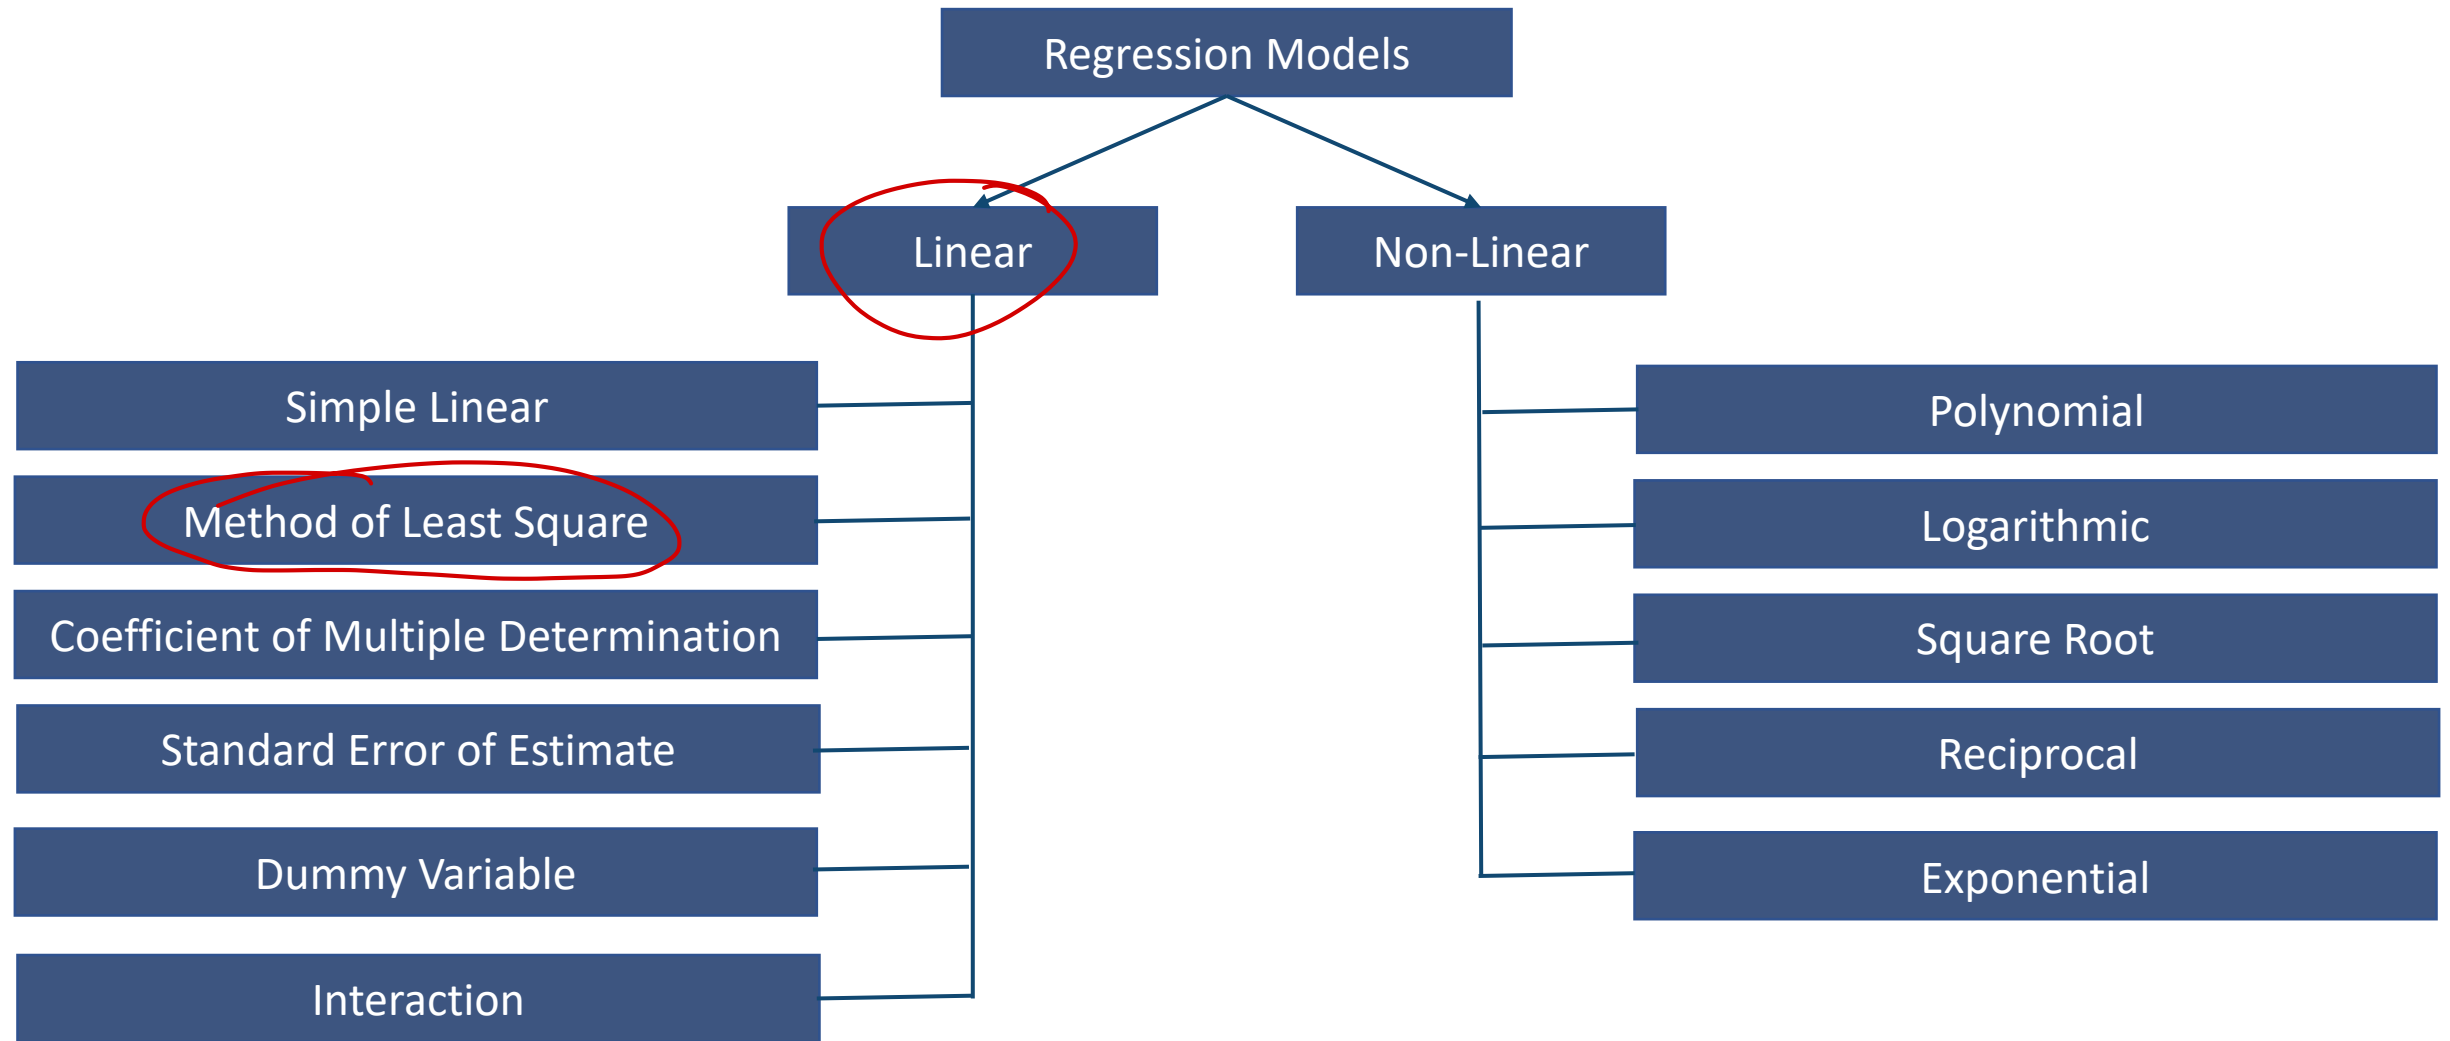 Regression Models
Linear
Non-Linear
Simple Linear
Method of Least Square
Coefficient of Multiple Determination
Standard Error of Estimate
Dummy Variable
Interaction
Polynomial
Logarithmic
Square Root
Reciprocal
Exponential